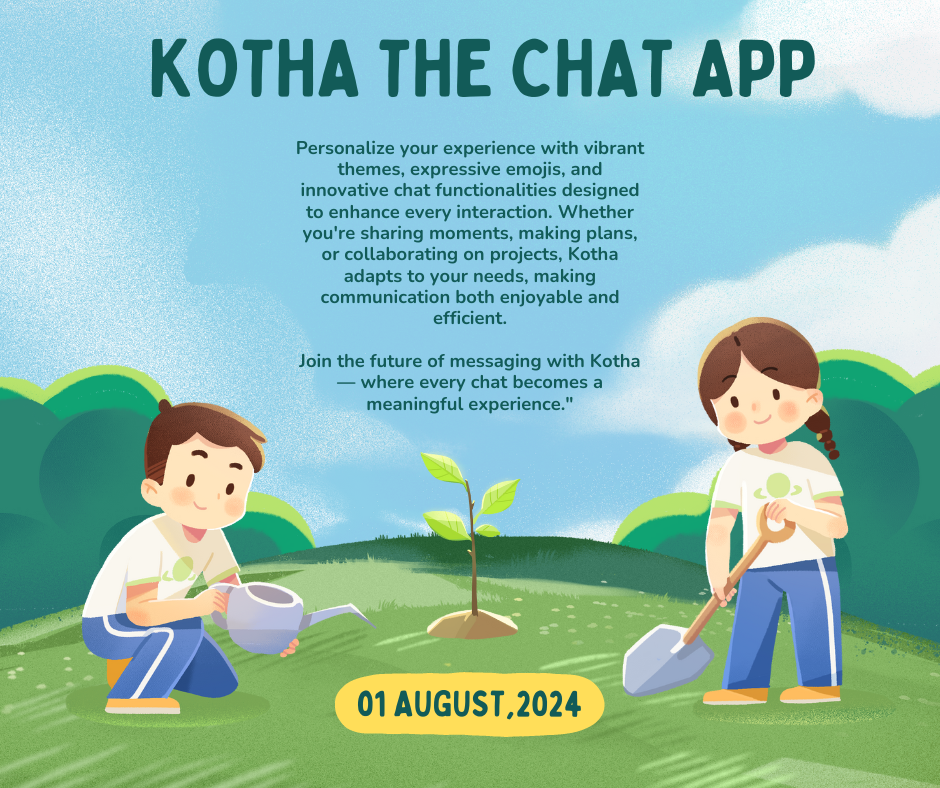 KOTHA THE CHAT APP
Personalize your experience with vibrant
themes, expressive emojis, and
innovative chat functionalities designed
to enhance every interaction. Whether
you're sharing moments, making plans,
or collaborating on projects, Kotha
adapts to your needs, making
communication both enjoyable and
efficient.
Join the future of messaging with Kotha
— where every chat becomes a
meaningful experience."
01 AUGUST,2024